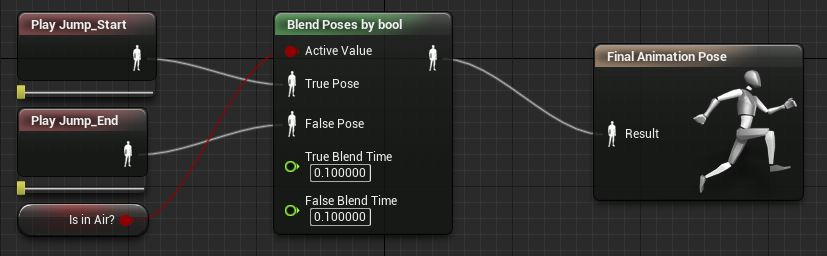 Play Jump_Start
Play Jump_End
Is in Air?
Blend Poses by bool
Active Value
True Pose
False Pose
True Blend Time
0.100000
False Blend Time
0.100000
Final Animation Pose
Result